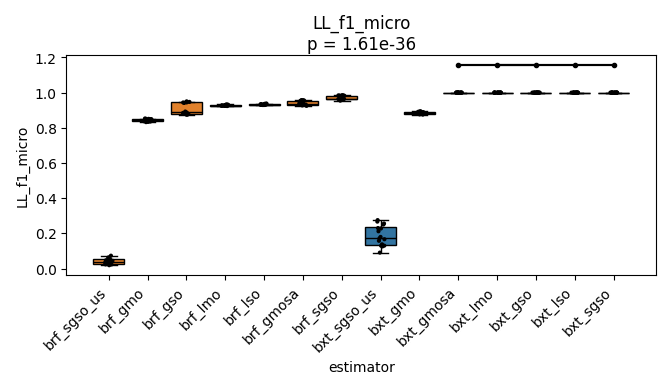 LL_f1_micro
p = 1.61e-36
LL_f1_micro
1.2
1.0
0.8
0.6
0.4
0.2
0.0
brf_sgso_us
brf_gmo
brf_gso
brf_lmo
brf_lso
brf_gmosa
brf_sgso
bxt_sgso_us
bxt_gmo
bxt_gmosa
bxt_lmo
bxt_gso
bxt_lso
bxt_sgso
estimator